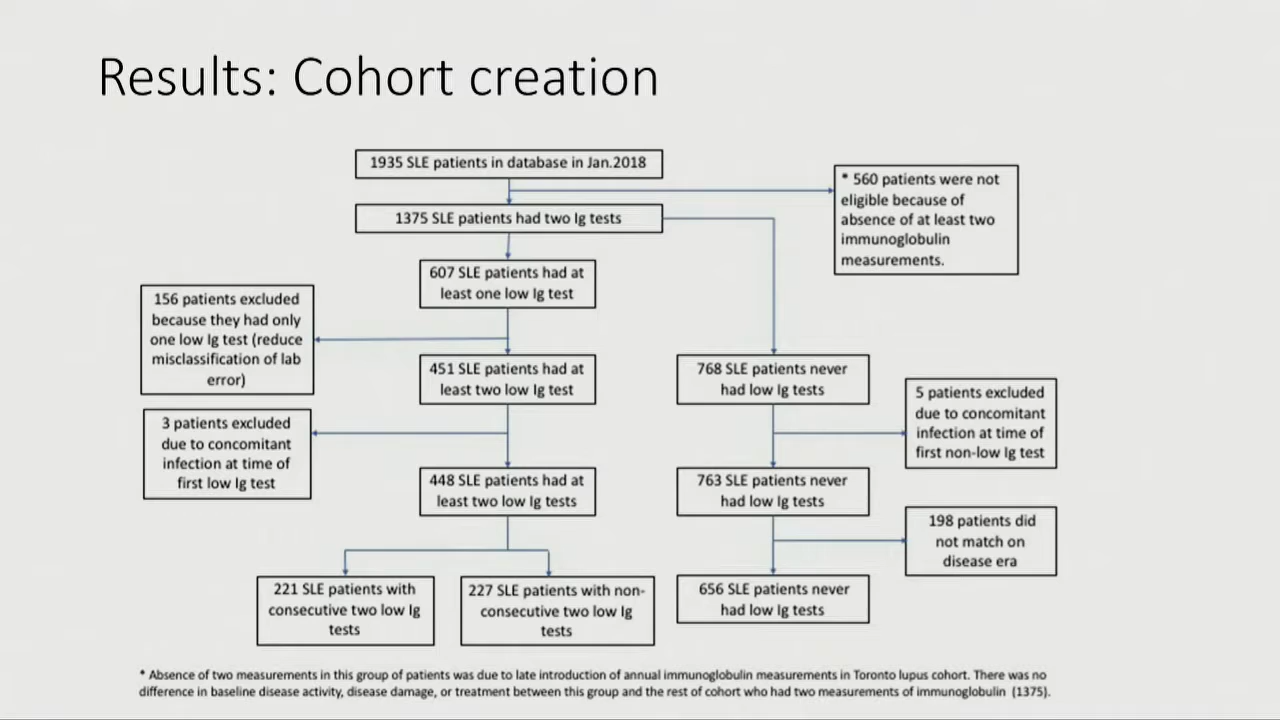 Results: Cohort creation
1935 SLE patients in database in Jan.2018
* 560 patients were not
eligible because of
absence of at least two
immunoglobulin
measurements.
1375 SLE patients had two Ig tests
607 SLE patients had at
least one low Ig test
156 patients excluded
because they had only
one low Ig test (reduce
misclassification of lab
error)
451 SLE patients had at
least two low Ig test
768 SLE patients never
had low Ig tests
5 patients excluded
due to concomitant
infection at time of
first non-low Ig test
3 patients excluded
due to concomitant
infection at time of
first low Ig test
448 SLE patients had at
least two low Ig tests
763 SLE patients never
had low Ig tests
198 patients did
not match on
disease era
221 SLE patients with
consecutive two low Ig
tests
227 SLE patients with non-
consecutive two low Ig
tests
656 SLE patients never
had low Ig tests
* Absence of two measurements in this group of patients was due to late introduction of annual immunoglobulin measurements in Toronto lupus cohort. There was no
difference in baseline disease activity, disease damage, or treatment between this group and the rest of cohort who had two measurements of immunoglobulin (1375).